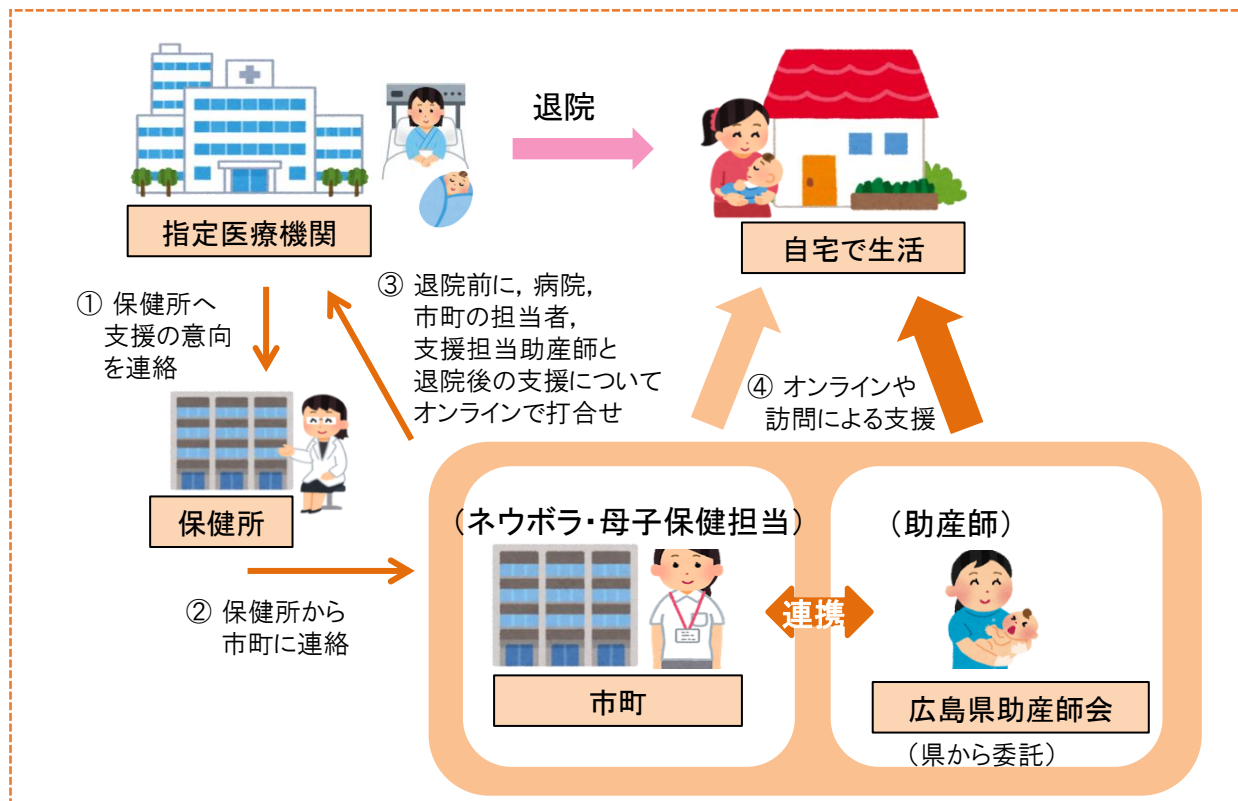 退院
指定医療機関
自宅で生活
① 保健所へ
支援の意向
を連絡
③ 退院前に，病院，
市町の担当者，
支援担当助産師と
退院後の支援について
オンラインで打合せ
④ オンラインや
訪問による支援
保健所
② 保健所から
市町に連絡
（ネウボラ・母子保健担当）
（助産師）
連携
市町
広島県助産師会
（県から委託）